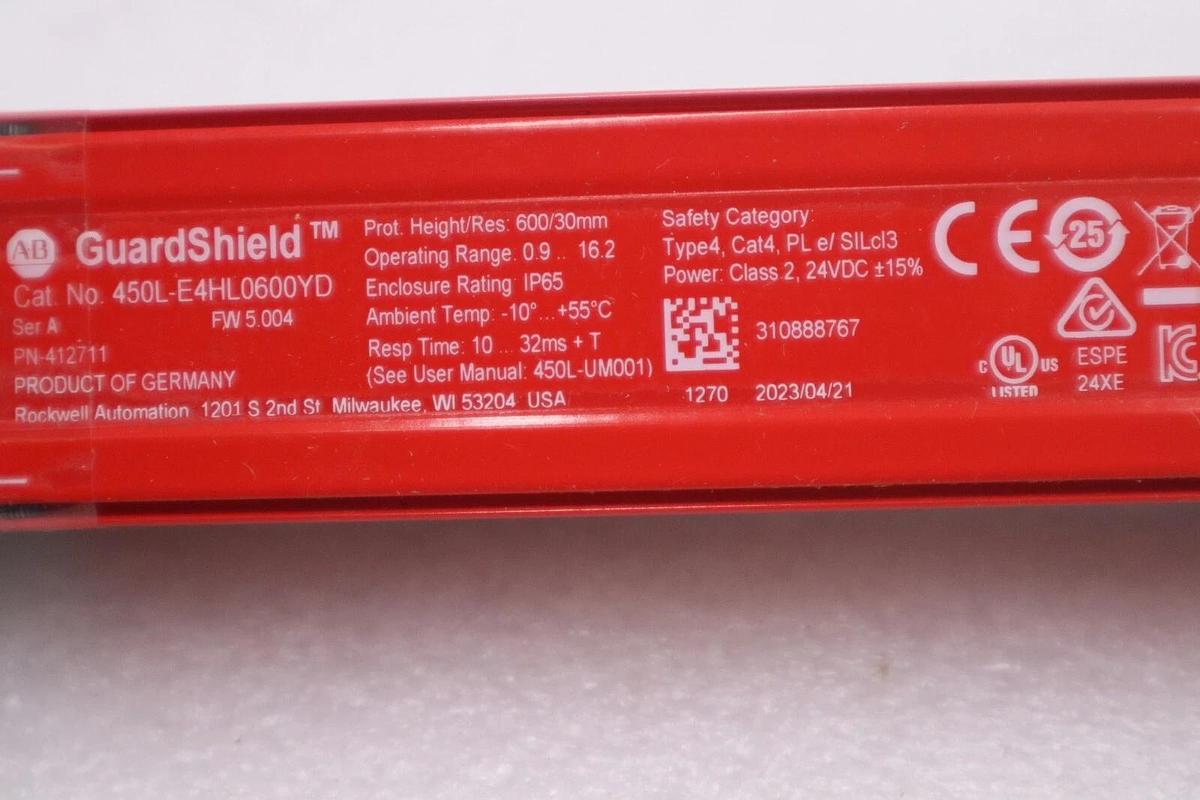 AB GuardShield™
Cat. No. 450L-E4HL0600YD
Ser A FW 5.004
PN-412711
PRODUCT OF GERMANY
Rockwell Automation 1201 S 2nd St Milwaukee, WI 53204 USA
Prot. Height/Res: 600/30mm
Operating Range: 0.9 .. 16.2
Enclosure Rating: IP65
Ambient Temp: -10°...+55°C
Resp Time: 10 ... 32ms + T
(See User Manual: 450L-UM001)
Safety Category:
Type4, Cat4, PL e/ SILcl3
Power: Class 2, 24VDC ±15%
310888767
1270 2023/04/21
CE 25
C UL US
LISTED
ESPE
24XE